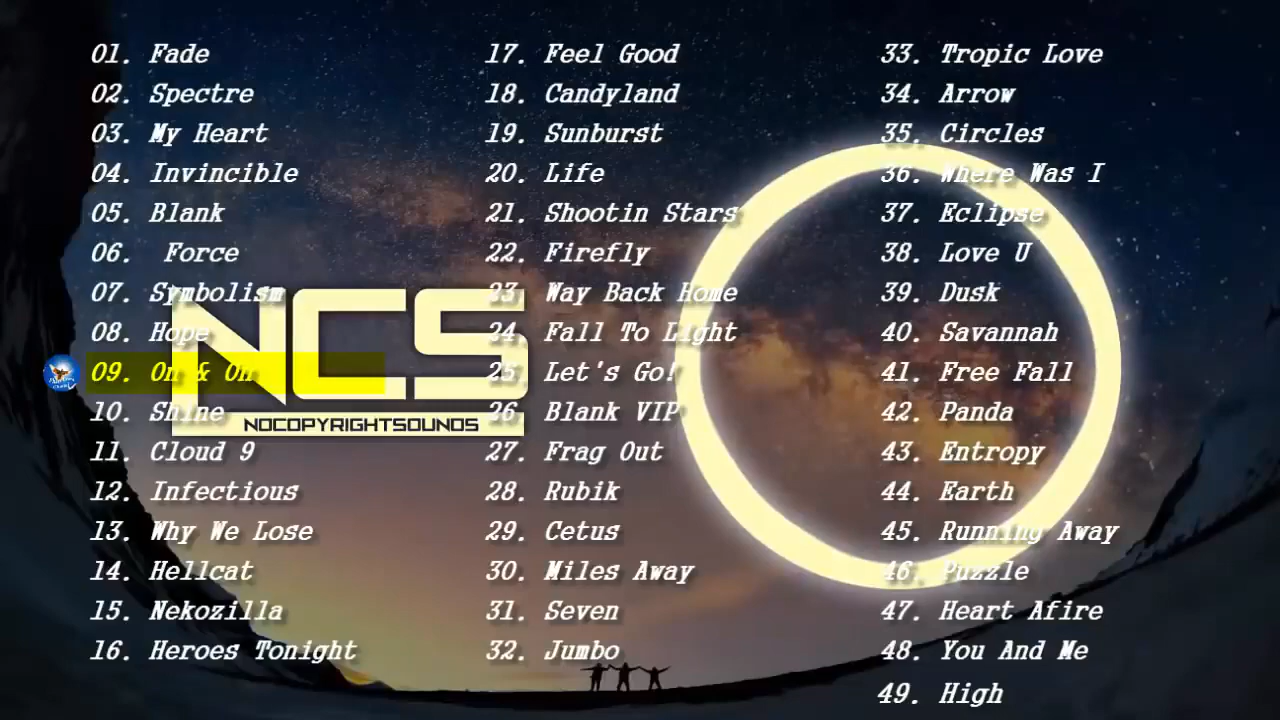 01. Fade
02. Spectre
03. My Heart
04. Invincible
05. Blank
06. Force
07. Symbolism
08. Hope
09. On & On
10. Shine
11. Cloud 9
12. Infectious
13. Why We Lose
14. Hellcat
15. Nekozilla
16. Heroes Tonight
NCS
NOCOPYRIGHTSOUNDS
17. Feel Good
18. Candyland
19. Sunburst
20. Life
21. Shootin Stars
22. Firefly
23. Way Back Home
24. Fall To Light
25. Let's Go!
26. Blank VIP
27. Frag Out
28. Rubik
29. Cetus
30. Miles Away
31. Seven
32. Jumbo
33. Tropic Love
34. Arrow
35. Circles
36. Where Was I
37. Eclipse
38. Love U
39. Dusk
40. Savannah
41. Free Fall
42. Panda
43. Entropy
44. Earth
45. Running Away
46. Puzzle
47. Heart Afire
48. You And Me
49. High